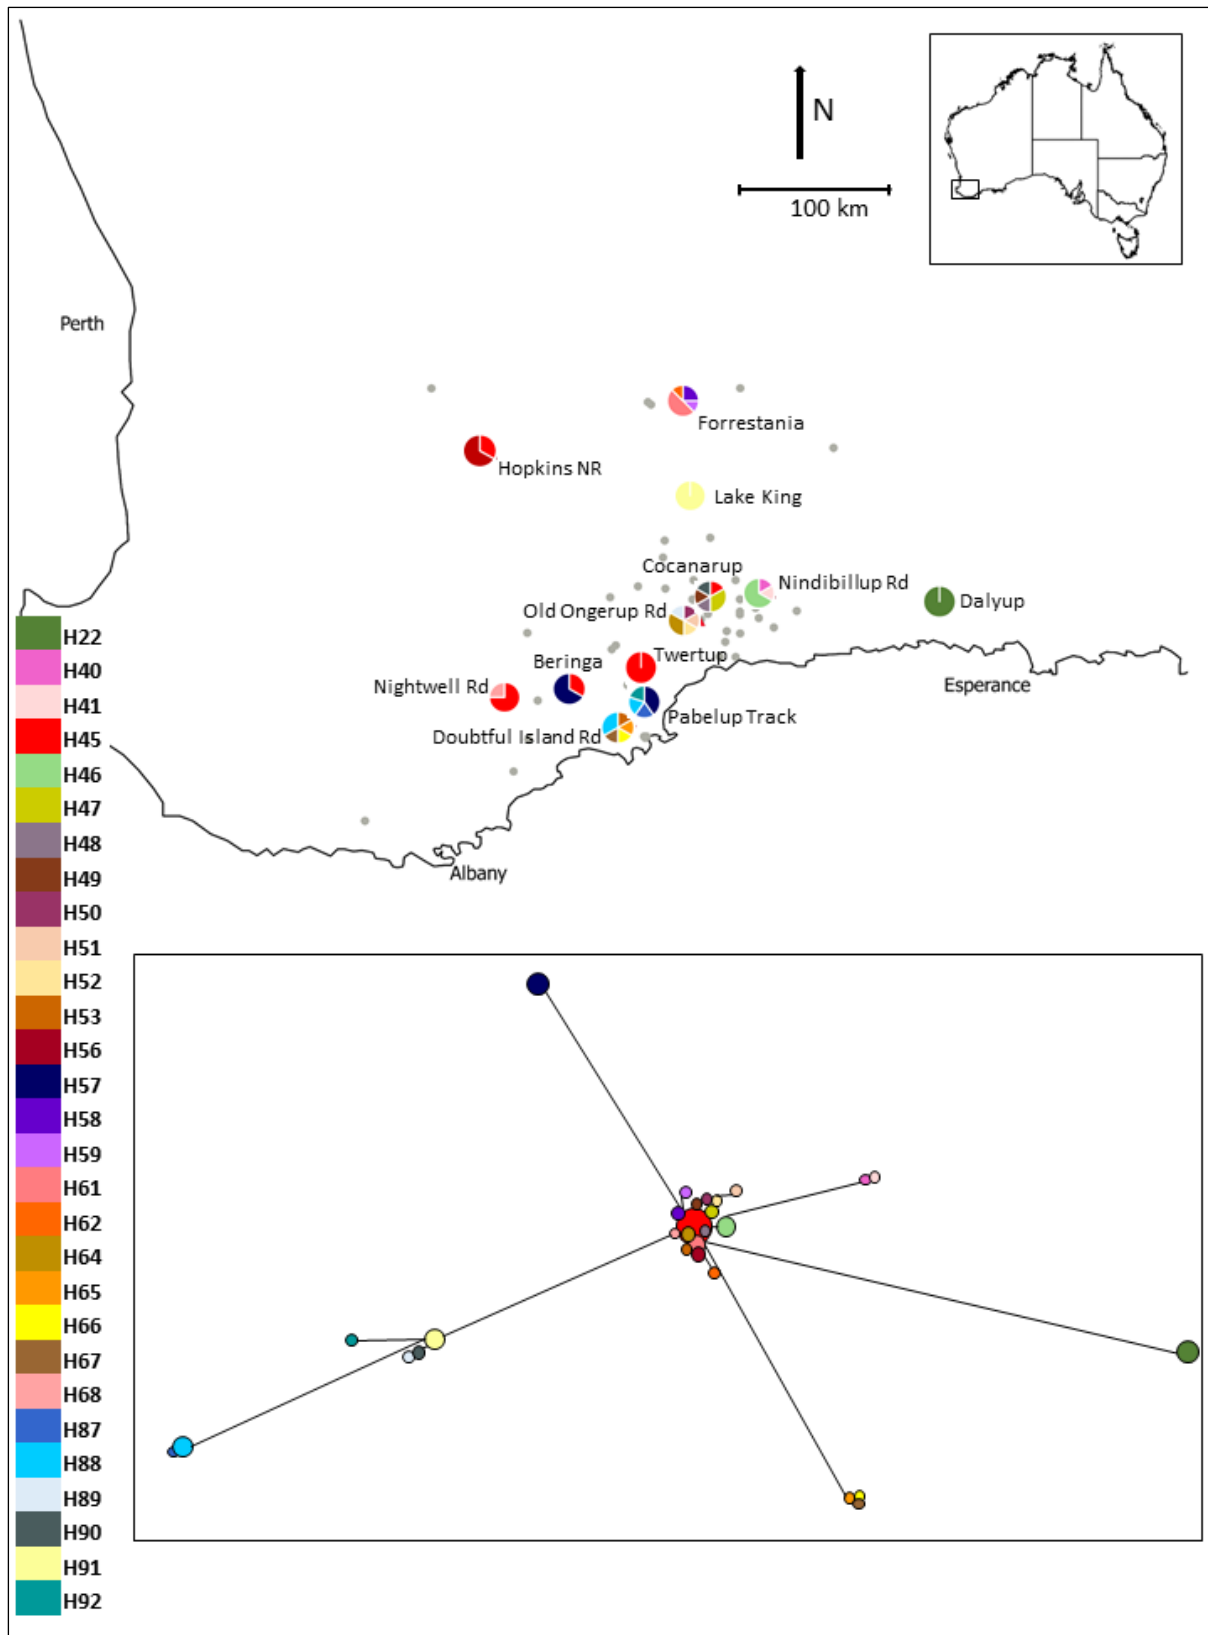 N
100 km
Perth
Forrestania
Hopkins NR
Lake King
Cocanarup
Nindibillup Rd
Dalyup
Old Ongerup Rd
Twertup
Beringa
Nightwell Rd
Esperance
Pabelup Track
Doubtful Island Rd
Albany
H22
H40
H41
H45
H46
H47
H48
H49
H50
H51
H52
H53
H56
H57
H58
H59
H61
H62
H64
H65
H66
H67
H68
H87
H88
H89
H90
H91
H92